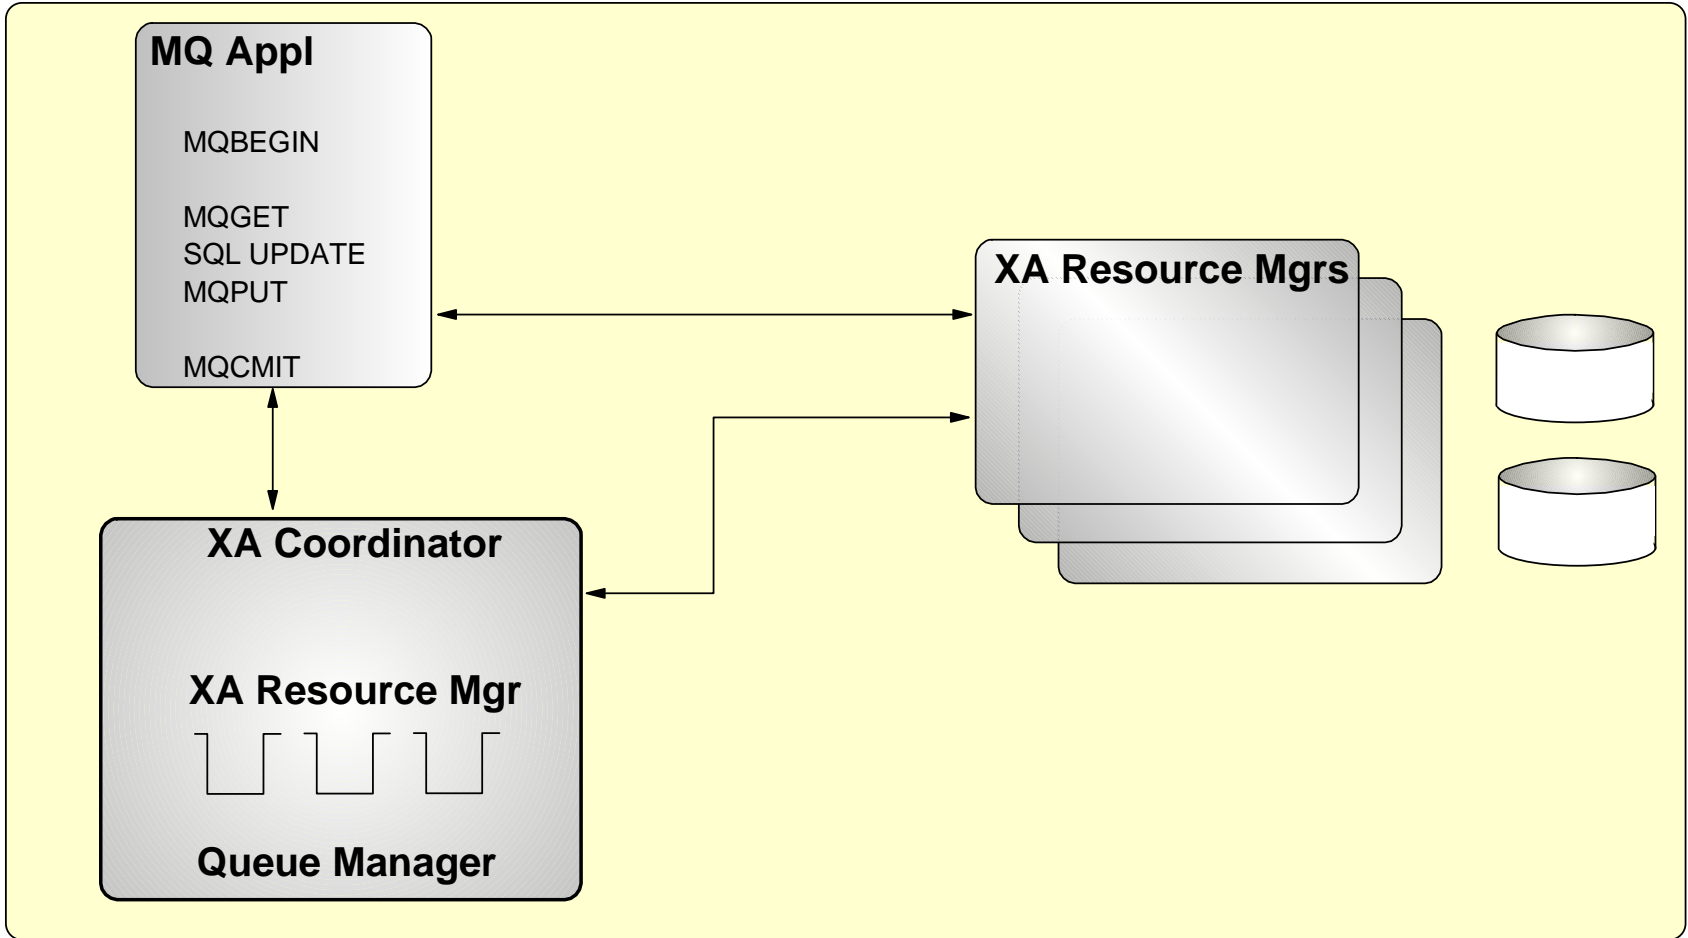 MQ Appl
MQBEGIN
MQGET
SQL UPDATE
MQPUT
MQCMIT
XA Resource Mgrs
XA Coordinator
XA Resource Mgr
Queue Manager